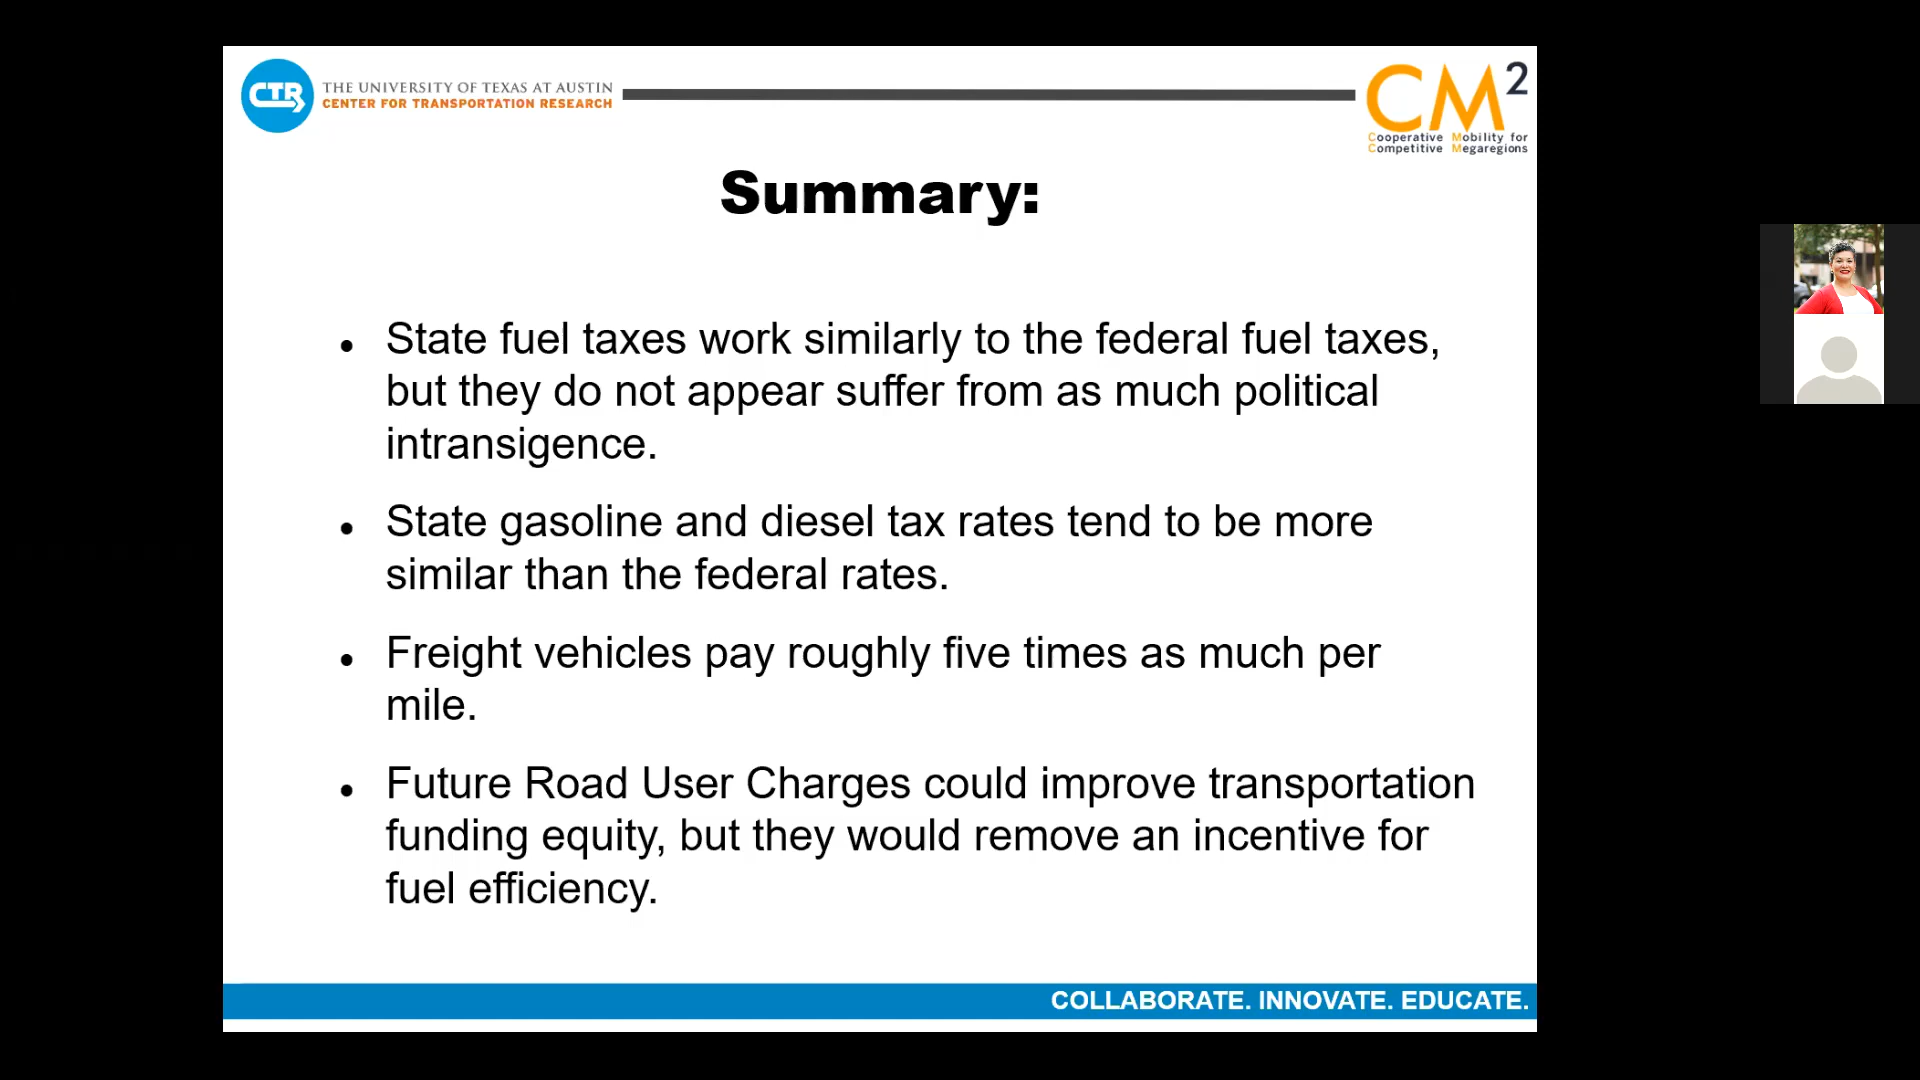 CTR
THE UNIVERSITY OF TEXAS AT AUSTIN
CENTER FOR TRANSPORTATION RESEARCH
CM2
Cooperative Mobility for
Competitive Megaregions
Summary:
• State fuel taxes work similarly to the federal fuel taxes,
but they do not appear suffer from as much political
intransigence.
• State gasoline and diesel tax rates tend to be more
similar than the federal rates.
• Freight vehicles pay roughly five times as much per
mile.
• Future Road User Charges could improve transportation
funding equity, but they would remove an incentive for
fuel efficiency.
COLLABORATE. INNOVATE. EDUCATE.